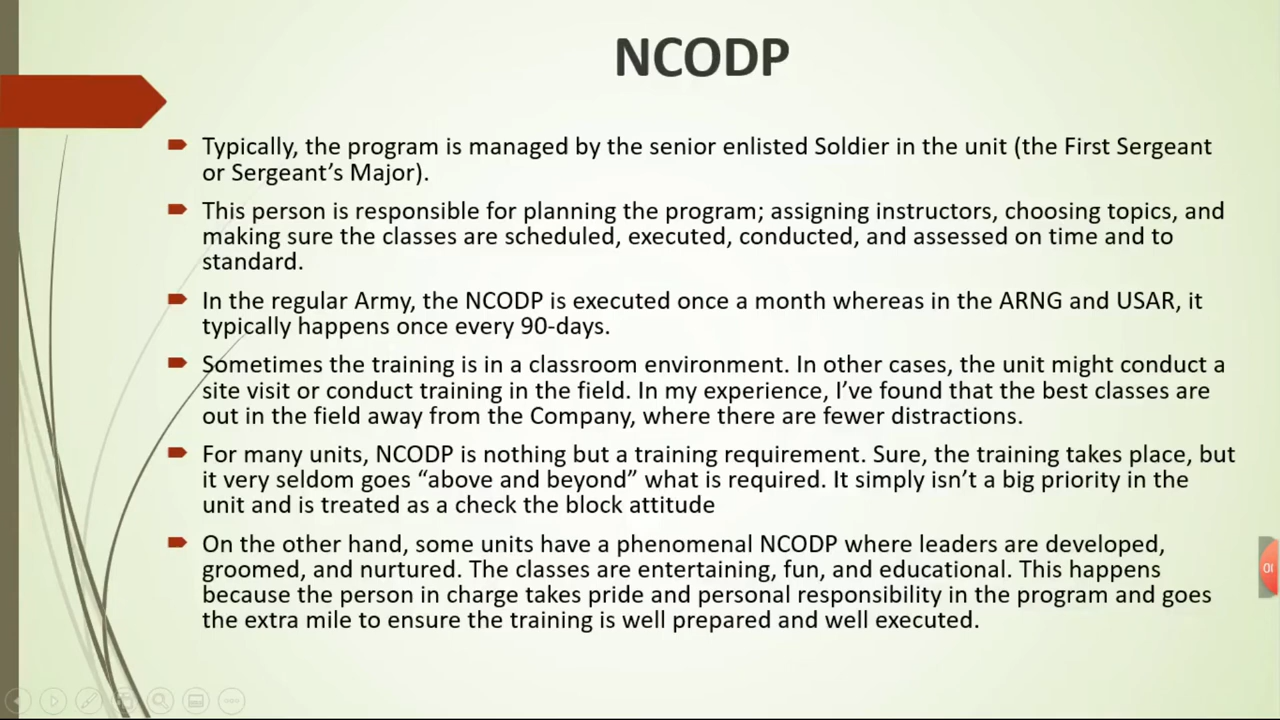 NCODP
Typically, the program is managed by the senior enlisted Soldier in the unit (the First Sergeant
or Sergeant’s Major).
This person is responsible for planning the program; assigning instructors, choosing topics, and
making sure the classes are scheduled, executed, conducted, and assessed on time and to
standard.
In the regular Army, the NCODP is executed once a month whereas in the ARNG and USAR, it
typically happens once every 90-days.
Sometimes the training is in a classroom environment. In other cases, the unit might conduct a
site visit or conduct training in the field. In my experience, I’ve found that the best classes are
out in the field away from the Company, where there are fewer distractions.
For many units, NCODP is nothing but a training requirement. Sure, the training takes place, but
it very seldom goes “above and beyond” what is required. It simply isn’t a big priority in the
unit and is treated as a check the block attitude
On the other hand, some units have a phenomenal NCODP where leaders are developed,
groomed, and nurtured. The classes are entertaining, fun, and educational. This happens
because the person in charge takes pride and personal responsibility in the program and goes
the extra mile to ensure the training is well prepared and well executed.